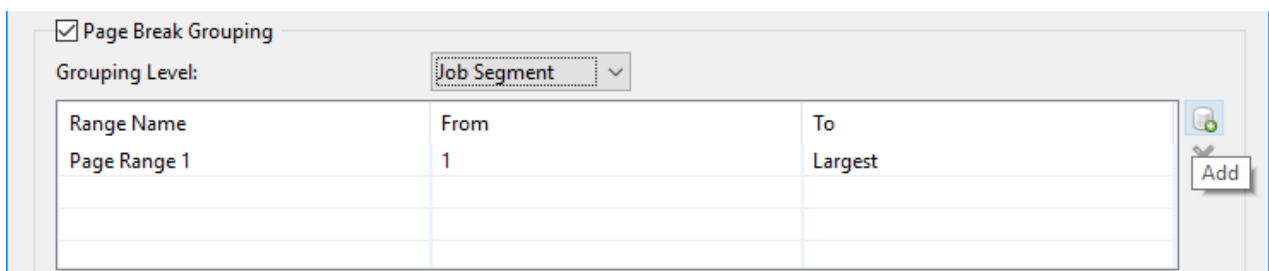 Page Break Grouping
Grouping Level: Job Segment
Range Name From To
Page Range 1 1 Largest
Add